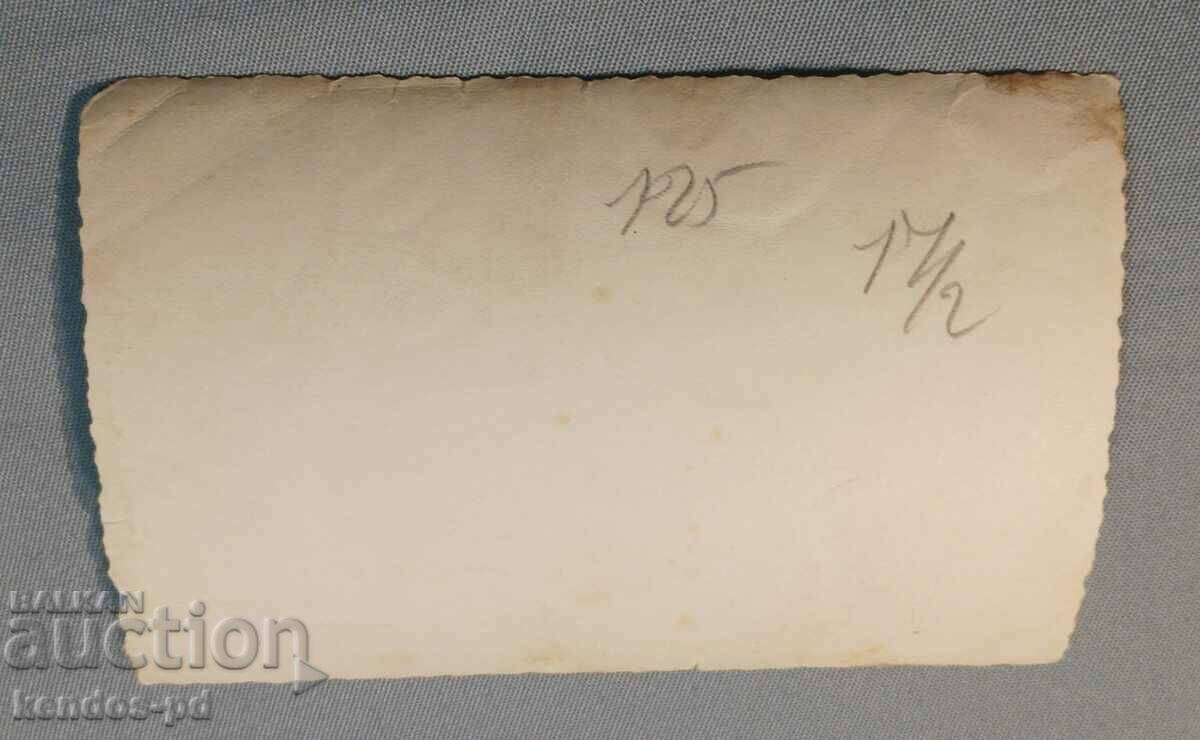 125
17/2
BALKAN
auction
kendos-pd